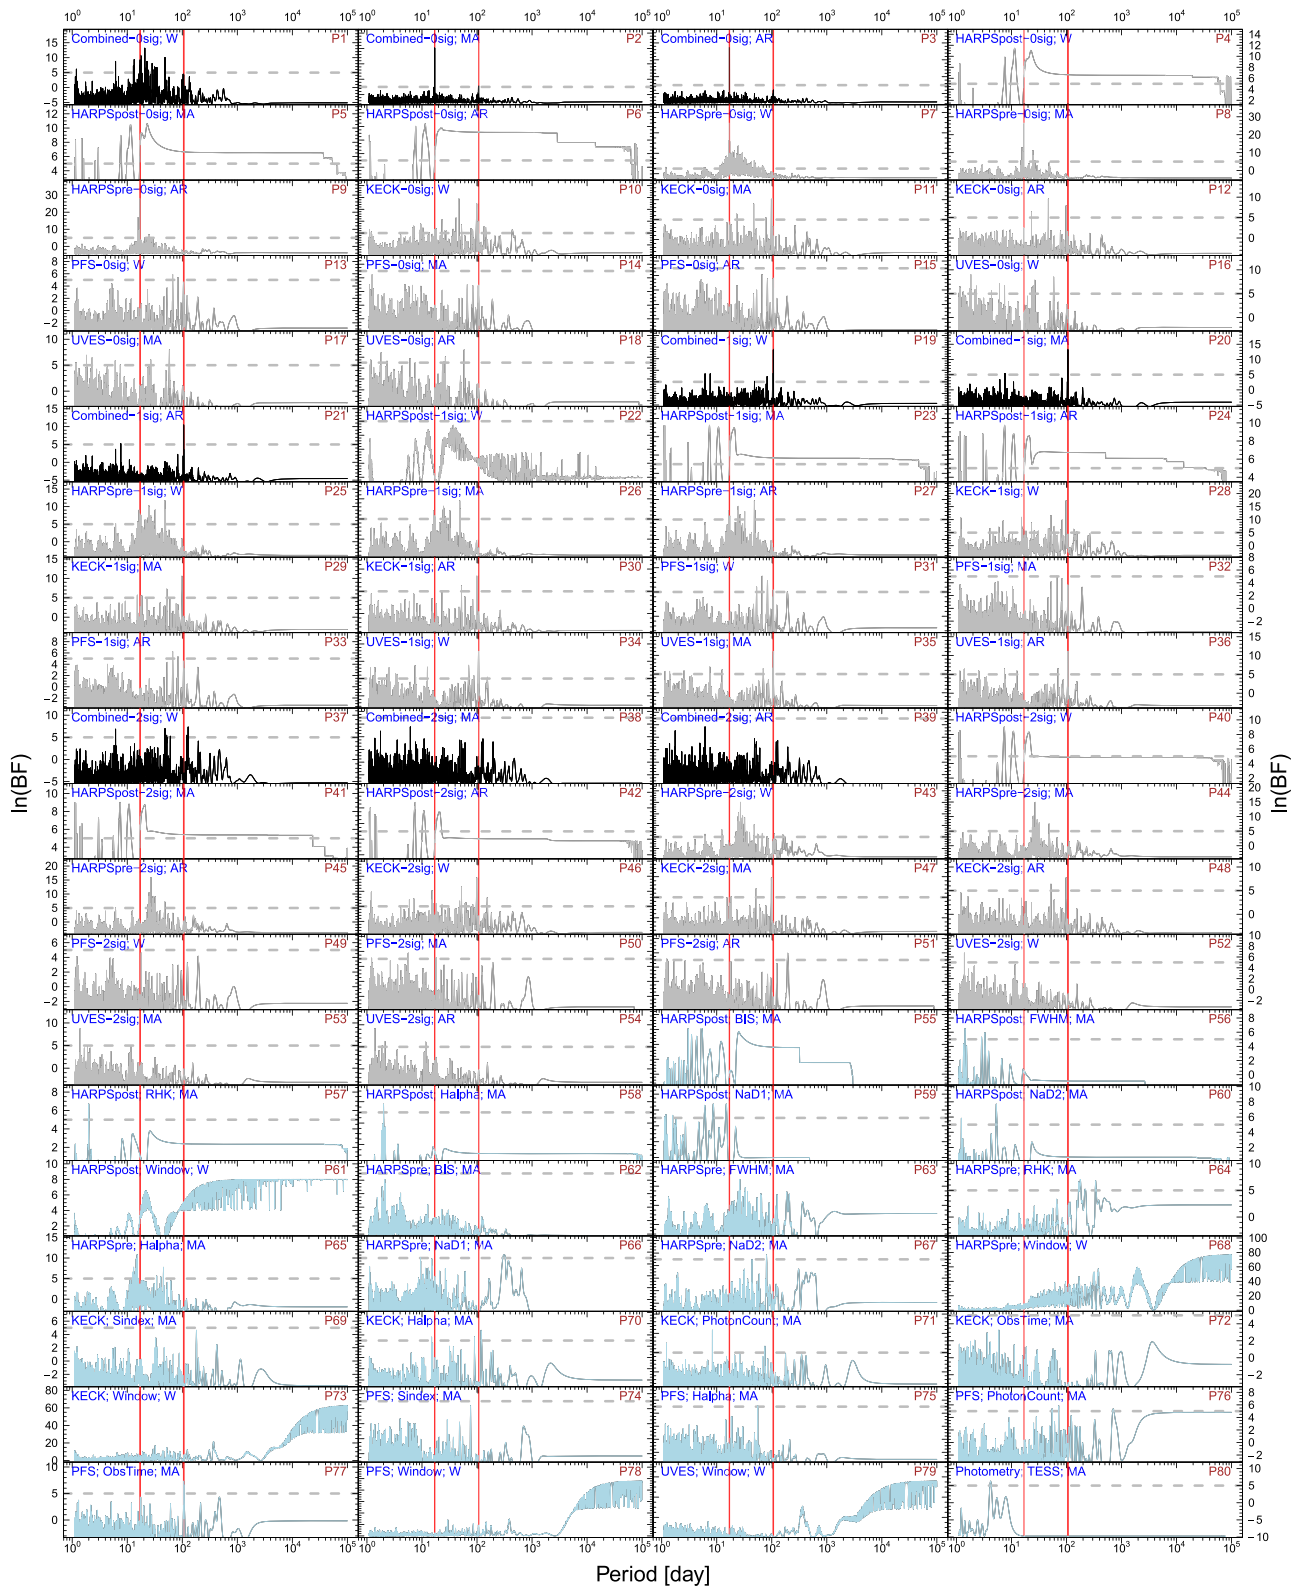 10⁰ 10¹ 10² 10³ 10⁴ 10⁵
Combined−0sig; W P1
Combined−0sig; MA P2
Combined−0sig; AR P3
HARPSpost−0sig; W P4
HARPSpost−0sig; MA P5
HARPSpost−0sig; AR P6
HARPSpre−0sig; W P7
HARPSpre−0sig; MA P8
HARPSpre−0sig; AR P9
KECK−0sig; W P10
KECK−0sig; MA P11
KECK−0sig; AR P12
PFS−0sig; W P13
PFS−0sig; MA P14
PFS−0sig; AR P15
UVES−0sig; W P16
UVES−0sig; MA P17
UVES−0sig; AR P18
Combined−1sig; W P19
Combined−1sig; MA P20
Combined−1sig; AR P21
HARPSpost−1sig; W P22
HARPSpost−1sig; MA P23
HARPSpost−1sig; AR P24
HARPSpre−1sig; W P25
HARPSpre−1sig; MA P26
HARPSpre−1sig; AR P27
KECK−1sig; W P28
KECK−1sig; MA P29
KECK−1sig; AR P30
PFS−1sig; W P31
PFS−1sig; MA P32
PFS−1sig; AR P33
UVES−1sig; W P34
UVES−1sig; MA P35
UVES−1sig; AR P36
Combined−2sig; W P37
Combined−2sig; MA P38
Combined−2sig; AR P39
HARPSpost−2sig; W P40
HARPSpost−2sig; MA P41
HARPSpost−2sig; AR P42
HARPSpre−2sig; W P43
HARPSpre−2sig; MA P44
HARPSpre−2sig; AR P45
KECK−2sig; W P46
KECK−2sig; MA P47
KECK−2sig; AR P48
PFS−2sig; W P49
PFS−2sig; MA P50
PFS−2sig; AR P51
UVES−2sig; W P52
UVES−2sig; MA P53
UVES−2sig; AR P54
HARPSpost; BIS; MA P55
HARPSpost; FWHM; MA P56
HARPSpost; RHK; MA P57
HARPSpost; Halpha; MA P58
HARPSpost; NaD1; MA P59
HARPSpost; NaD2; MA P60
HARPSpost; Window; W P61
HARPSpre; BIS; MA P62
HARPSpre; FWHM; MA P63
HARPSpre; RHK; MA P64
HARPSpre; Halpha; MA P65
HARPSpre; NaD1; MA P66
HARPSpre; NaD2; MA P67
HARPSpre; Window; W P68
KECK; Sindex; MA P69
KECK; Halpha; MA P70
KECK; PhotonCount; MA P71
KECK; ObsTime; MA P72
KECK; Window; W P73
PFS; Sindex; MA P74
PFS; Halpha; MA P75
PFS; PhotonCount; MA P76
PFS; ObsTime; MA P77
PFS; Window; W P78
UVES; Window; W P79
Photometry; TESS; MA P80
ln(BF)
ln(BF)
10⁰ 10¹ 10² 10³ 10⁴ 10⁵
Period [day]